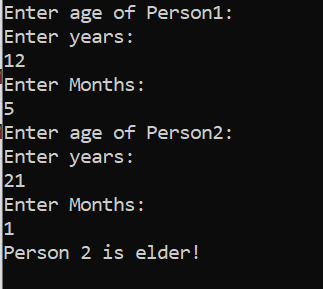 Enter age of Person1:
Enter years:
12
Enter Months:
5
Enter age of Person2:
Enter years:
21
Enter Months:
1
Person 2 is elder!